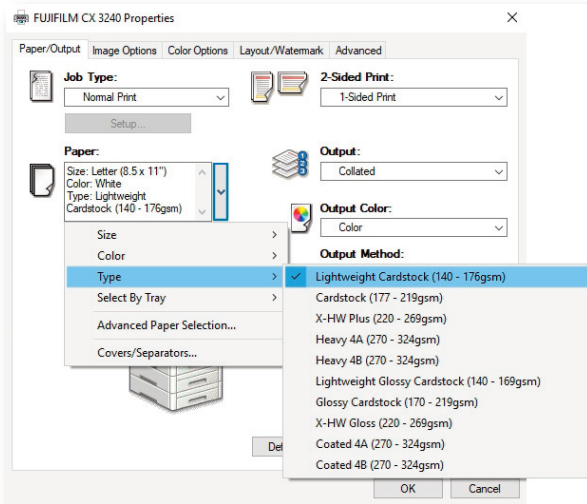 FUJIFILM CX 3240 Properties
Paper/Output Image Options Color Options Layout/Watermark Advanced
Job Type:
Normal Print
Setup...
2-Sided Print:
1-Sided Print
Paper:
Size: Letter (8.5 x 11")
Color: White
Type: Lightweight
Cardstock (140 - 176gsm)
1
2
3
Output:
Collated
Output Color:
Color
Output Method:
Size
Color
Type
Select By Tray
Advanced Paper Selection...
Covers/Separators...
Lightweight Cardstock (140 - 176gsm)
Cardstock (177 - 219gsm)
X-HW Plus (220 - 269gsm)
Heavy 4A (270 - 324gsm)
Heavy 4B (270 - 324gsm)
Lightweight Glossy Cardstock (140 - 169gsm)
Glossy Cardstock (170 - 219gsm)
X-HW Gloss (220 - 269gsm)
Coated 4A (270 - 324gsm)
Coated 4B (270 - 324gsm)
OK Cancel